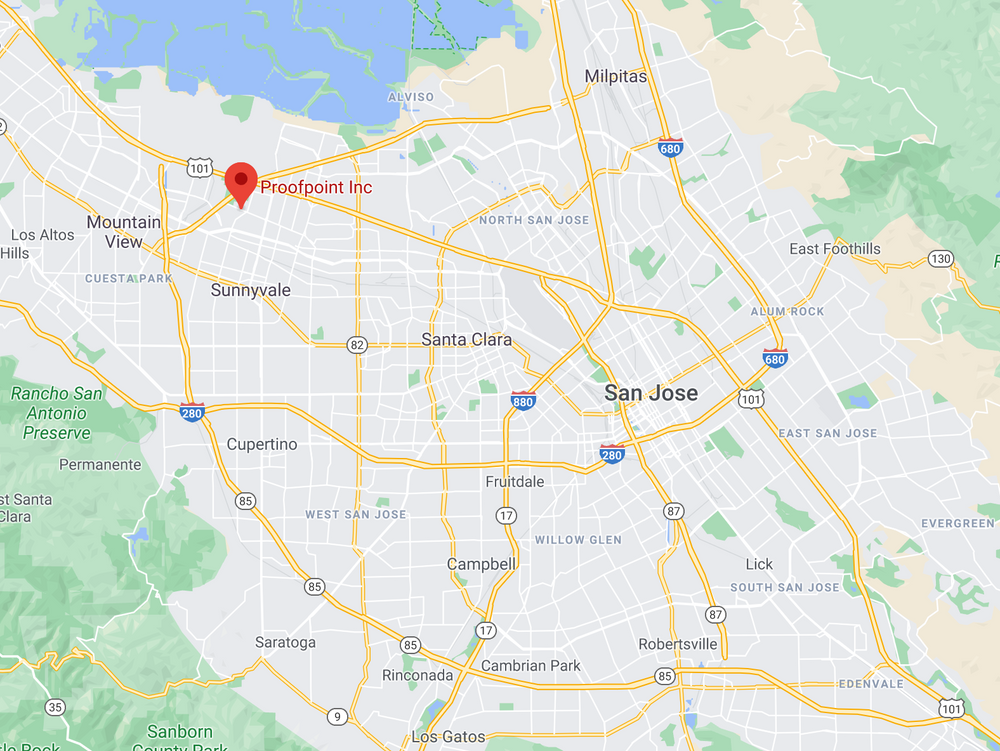 Milpitas
ALVISO
680
101
Proofpoint Inc
Mountain
View
Los Altos
Hills
NORTH SAN JOSE
East Foothills
130
CUESTA PARK
Sunnyvale
ALUM ROCK
82
Santa Clara
680
Rancho San
Antonio
Preserve
880
San Jose
101
280
EAST SAN JOSE
Cupertino
280
Permanente
Fruitdale
st Santa
Clara
85
WEST SAN JOSE
17
87
EVERGREEN
WILLOW GLEN
Campbell
Lick
SOUTH SAN JOSE
85
87
17
Saratoga
85
Robertsville
Rinconada
Cambrian Park
85
EDENVALE
35
9
101
Sanborn
County Park
Los Gatos
tle Rock